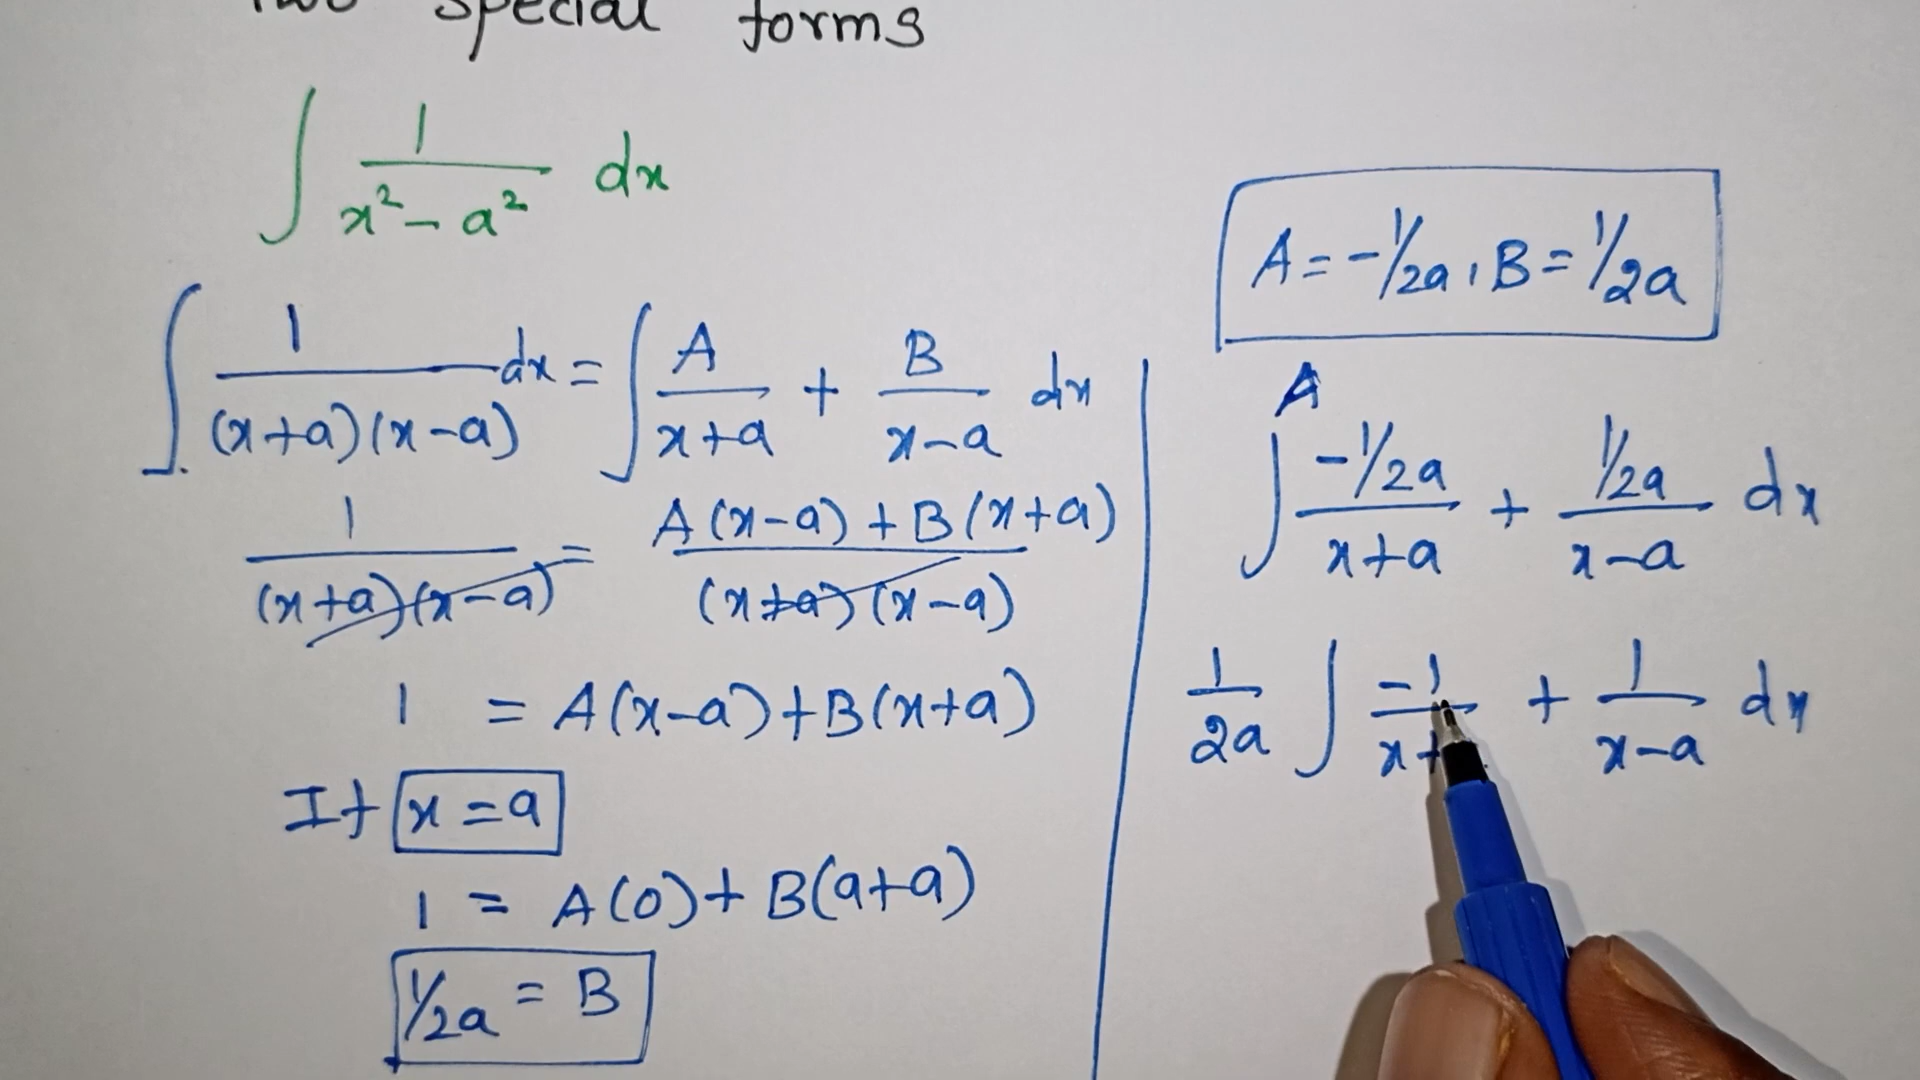 Two special forms
∫ 1/(x² - a²) dx
∫ 1/((x+a)(x-a)) dx = ∫ A/(x+a) + B/(x-a) dx
1/((x+a)(x-a)) = (A(x-a) + B(x+a))/((x+a)(x-a))
1 = A(x-a)+B(x+a)
If x = a
1 = A(0)+ B(a+a)
1/2a = B
A = -1/2a, B = 1/2a
A
∫ (-1/2a)/(x+a) + (1/2a)/(x-a) dx
1/2a ∫ -1/(x+ + 1/(x-a) dx